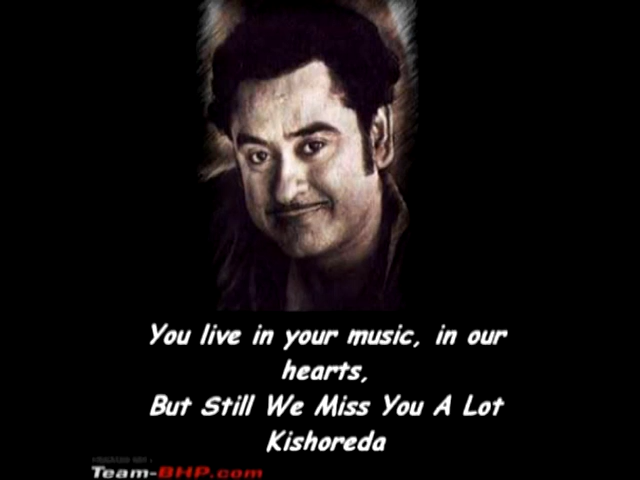 You live in your music, in our
hearts,
But Still We Miss You A Lot
Kishoreda
Team-BHP.com